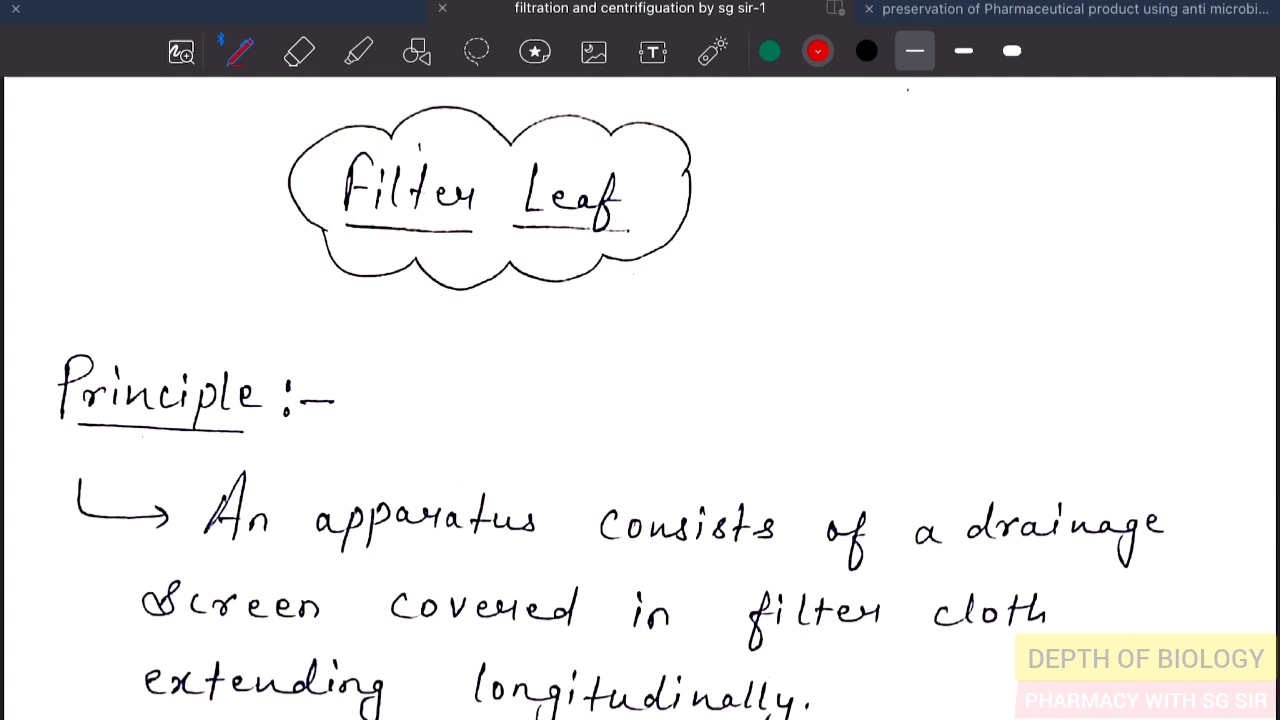 filtration and centrifiguation by sg sir-1
preservation of Pharmaceutical product using anti microbi...
Filter Leaf
Principle :-
An apparatus consists of a drainage
screen covered in filter cloth
extending longitudinally.
DEPTH OF BIOLOGY
PHARMACY WITH SG SIR